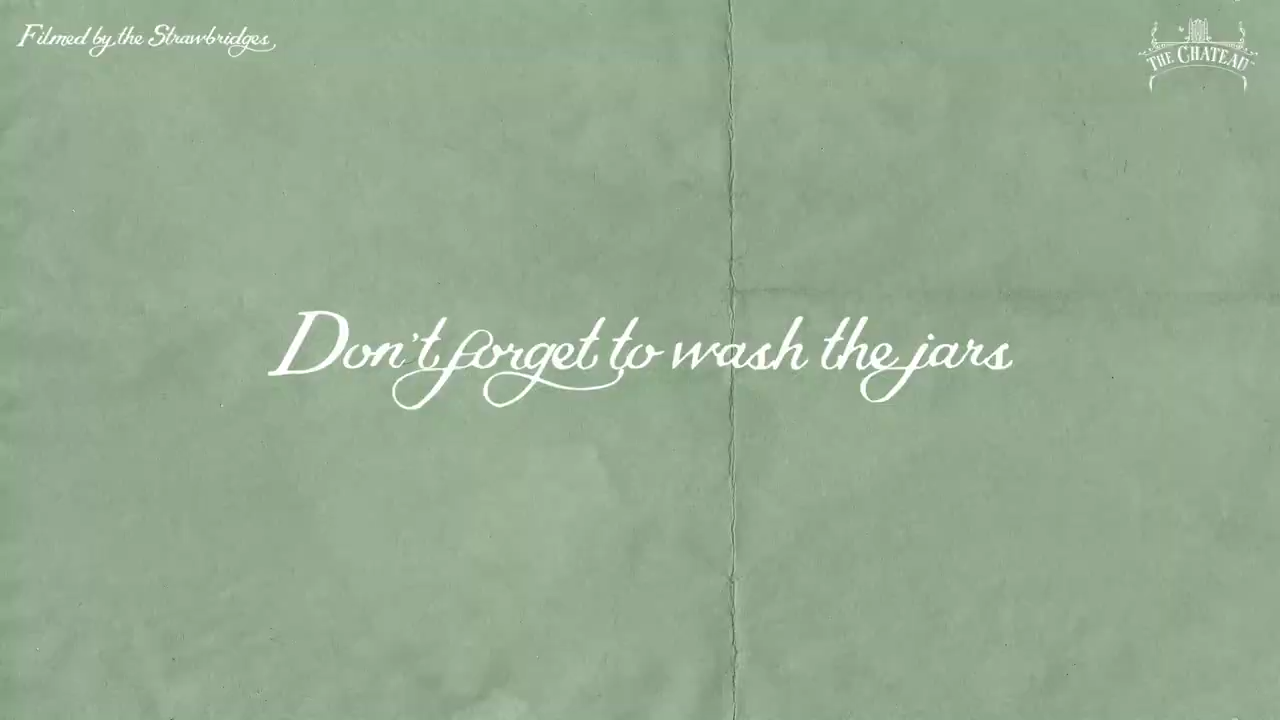 Filmed by the Strawbridges
THE CHATEAU
Don't forget to wash the jars